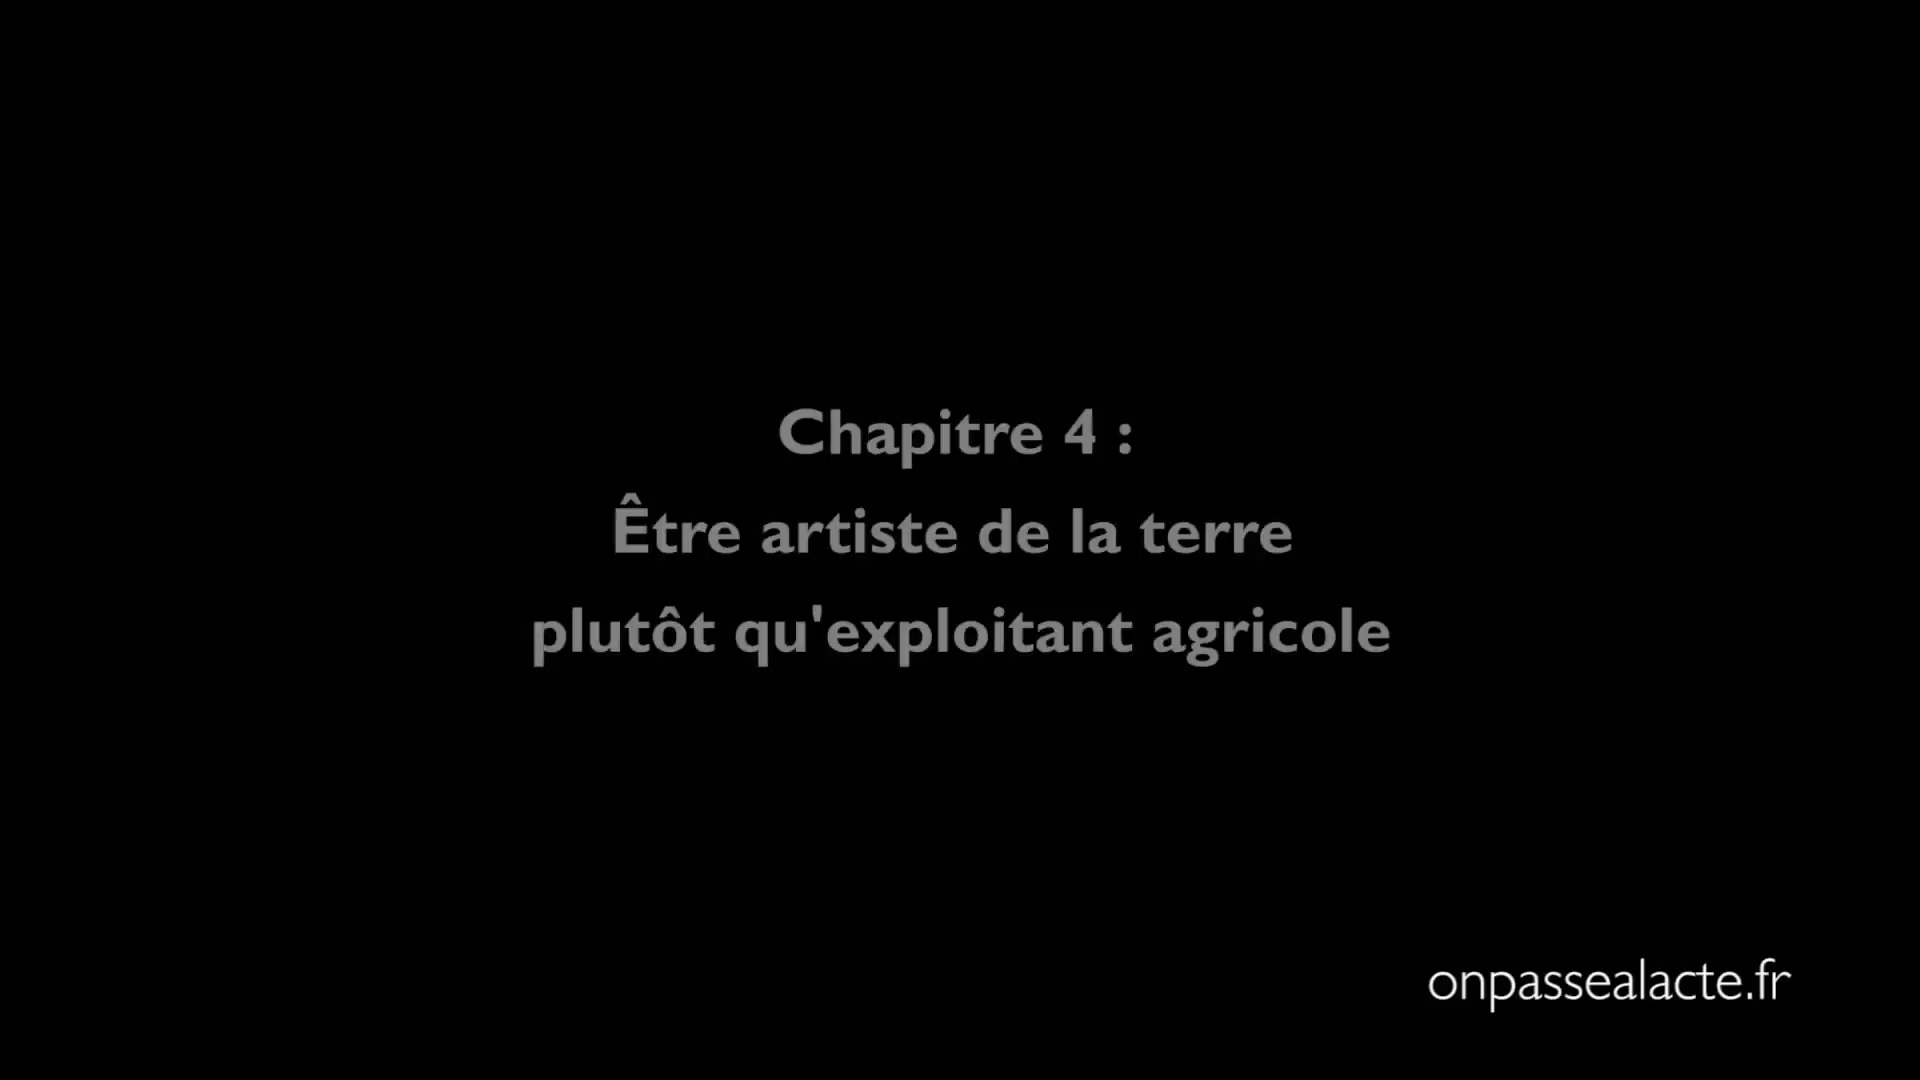 Chapitre 4 :
Être artiste de la terre
plutôt qu'exploitant agricole
onpassealacte.fr